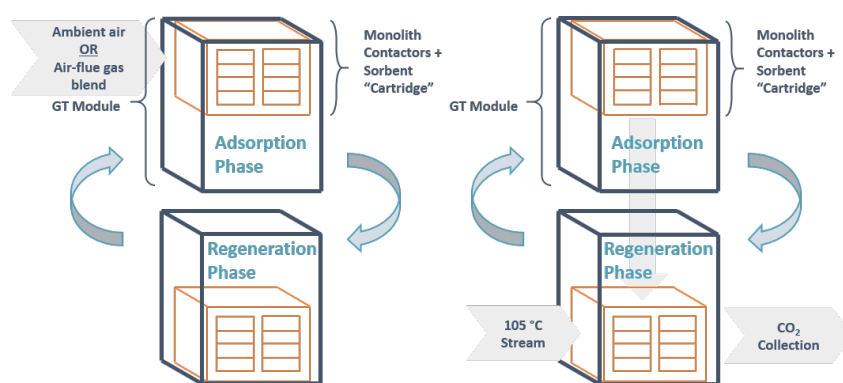 Ambient air
OR
Air-flue gas
blend
GT Module
Monolith
Contactors +
Sorbent
“Cartridge”
Adsorption
Phase
Regeneration
Phase
GT Module
Monolith
Contactors +
Sorbent
“Cartridge”
Adsorption
Phase
Regeneration
Phase
105 °C
Stream
CO₂
Collection